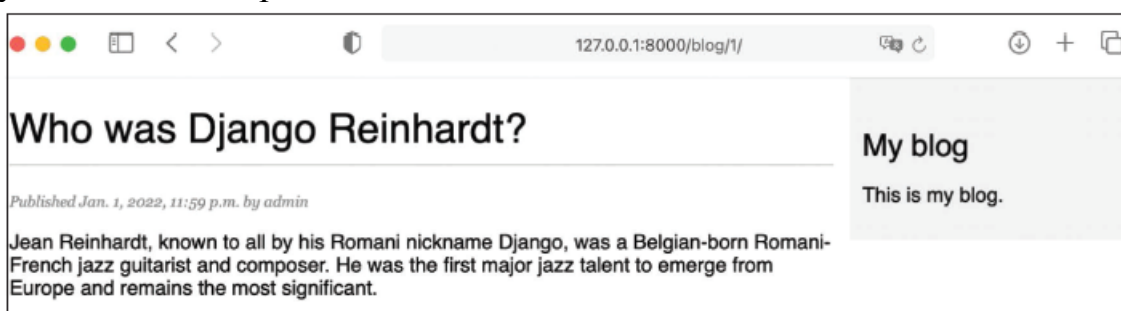 127.0.0.1:8000/blog/1/
Who was Django Reinhardt?
Published Jan. 1, 2022, 11:59 p.m. by admin
Jean Reinhardt, known to all by his Romani nickname Django, was a Belgian-born Romani-
French jazz guitarist and composer. He was the first major jazz talent to emerge from
Europe and remains the most significant.
My blog
This is my blog.